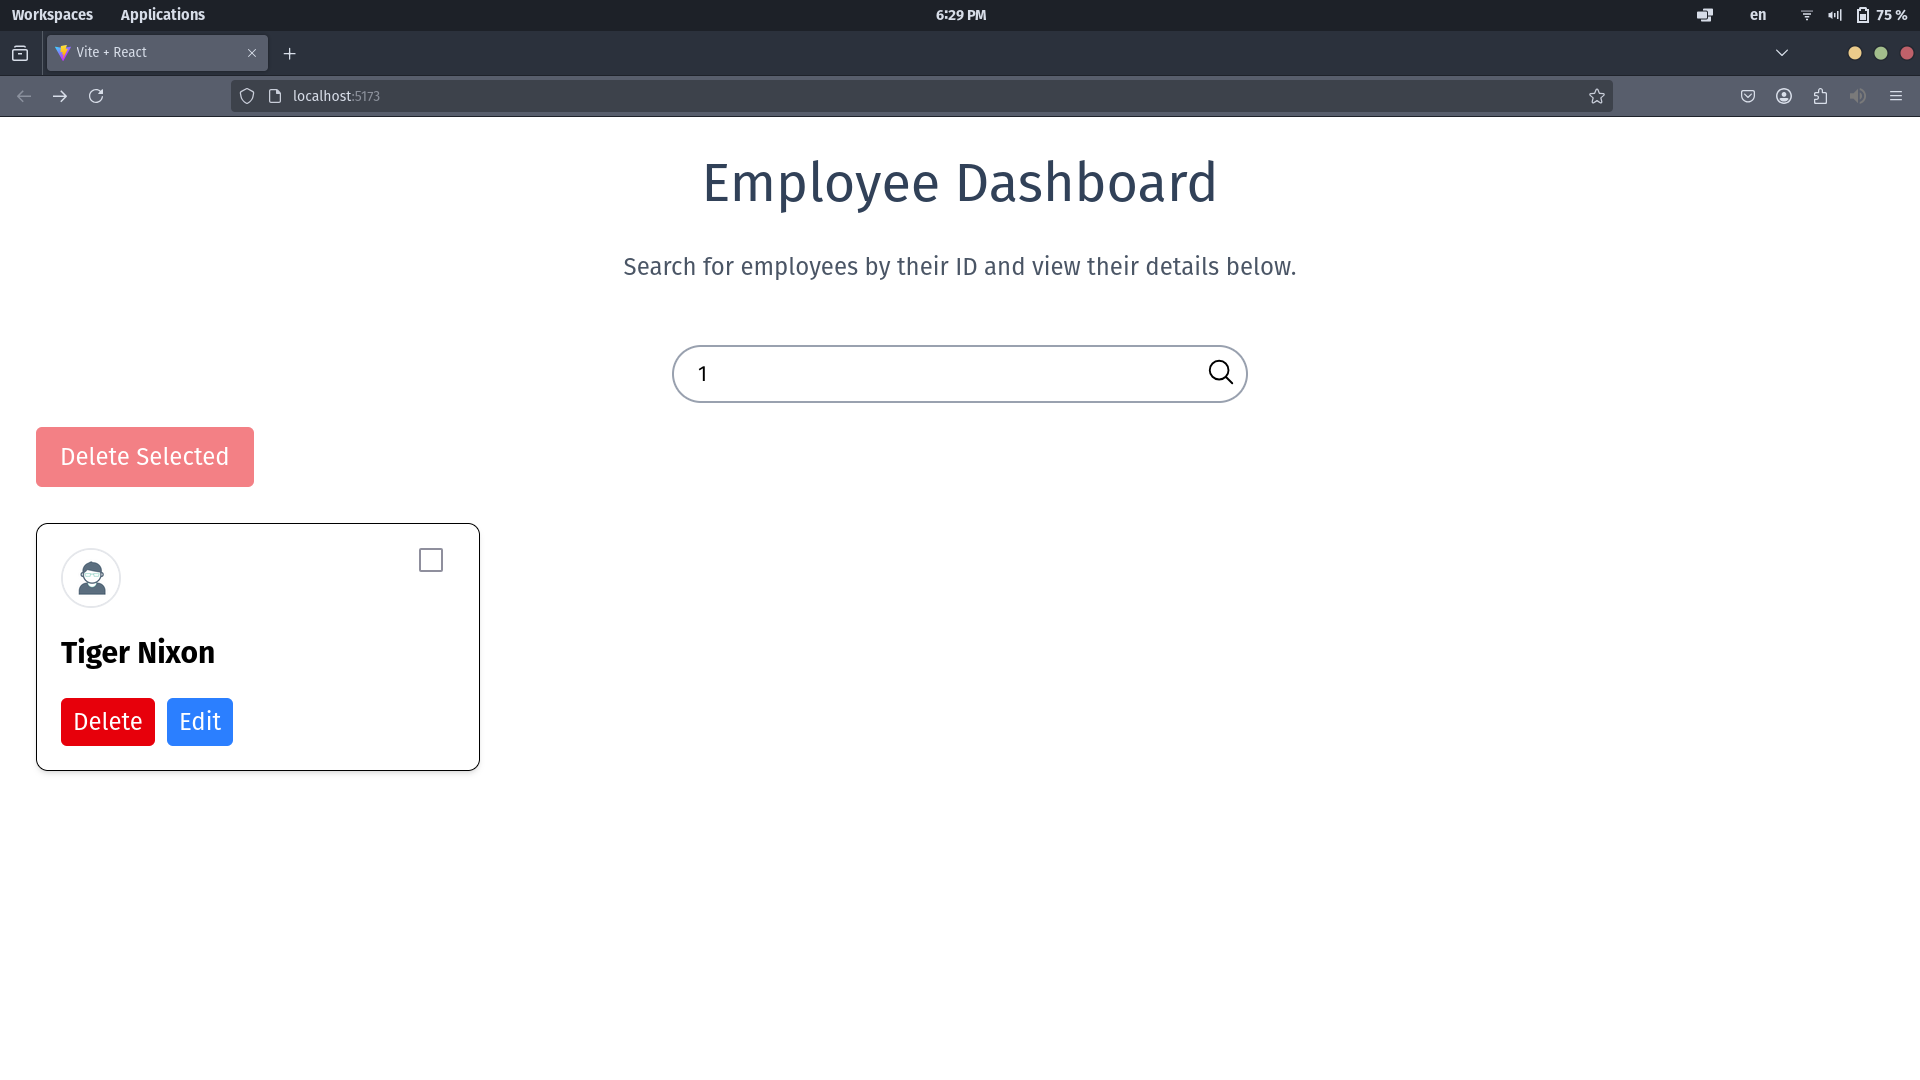 Workspaces Applications 6:29 PM en 75 %
Vite + React
localhost:5173
Employee Dashboard
Search for employees by their ID and view their details below.
1
Delete Selected
Tiger Nixon
Delete Edit